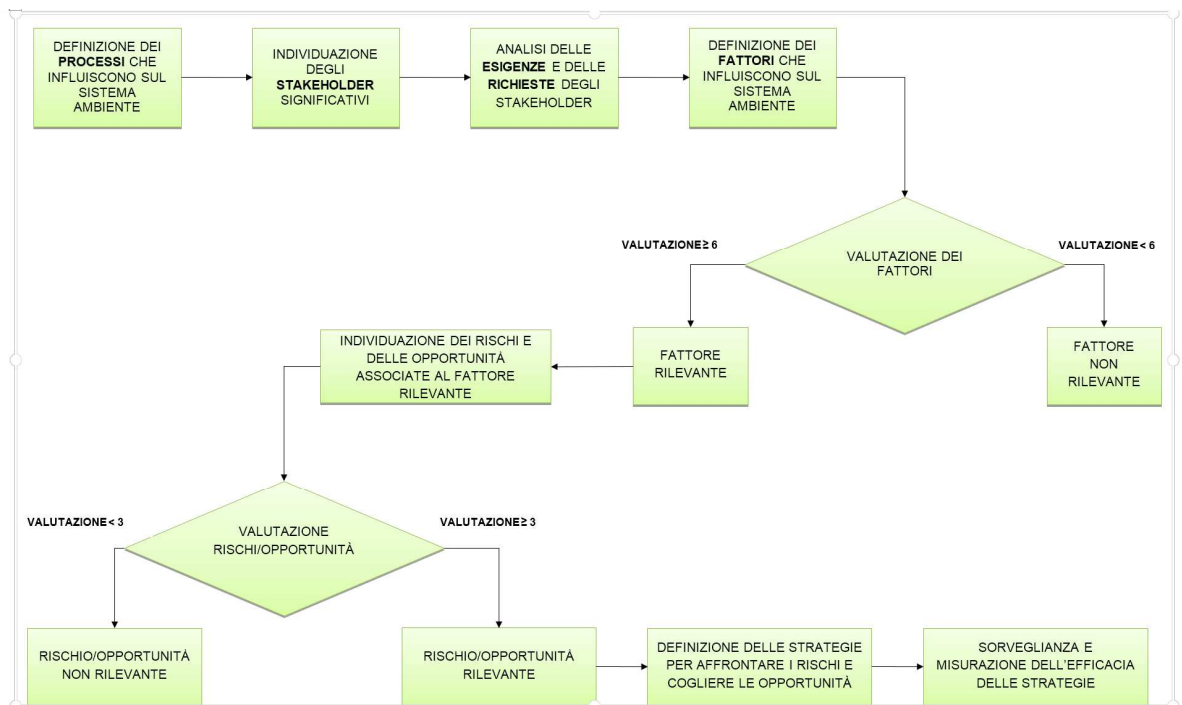 DEFINIZIONE DEI
PROCESSI CHE
INFLUISCONO SUL
SISTEMA
AMBIENTE
INDIVIDUAZIONE
DEGLI
STAKEHOLDER
SIGNIFICATIVI
ANALISI DELLE
ESIGENZE E DELLE
RICHIESTE DEGLI
STAKEHOLDER
DEFINIZIONE DEI
FATTORI CHE
INFLUISCONO SUL
SISTEMA
AMBIENTE
VALUTAZIONE≥ 6
VALUTAZIONE DEI
FATTORI
VALUTAZIONE< 6
INDIVIDUAZIONE DEI RISCHI E
DELLE OPPORTUNITÀ
ASSOCIATE AL FATTORE
RILEVANTE
FATTORE
RILEVANTE
FATTORE
NON
RILEVANTE
VALUTAZIONE< 3
VALUTAZIONE
RISCHI/OPPORTUNITÀ
VALUTAZIONE≥ 3
RISCHIO/OPPORTUNITÀ
NON RILEVANTE
RISCHIO/OPPORTUNITÀ
RILEVANTE
DEFINIZIONE DELLE STRATEGIE
PER AFFRONTARE I RISCHI E
COGLIERE LE OPPORTUNITÀ
SORVEGLIANZA E
MISURAZIONE DELL'EFFICACIA
DELLE STRATEGIE